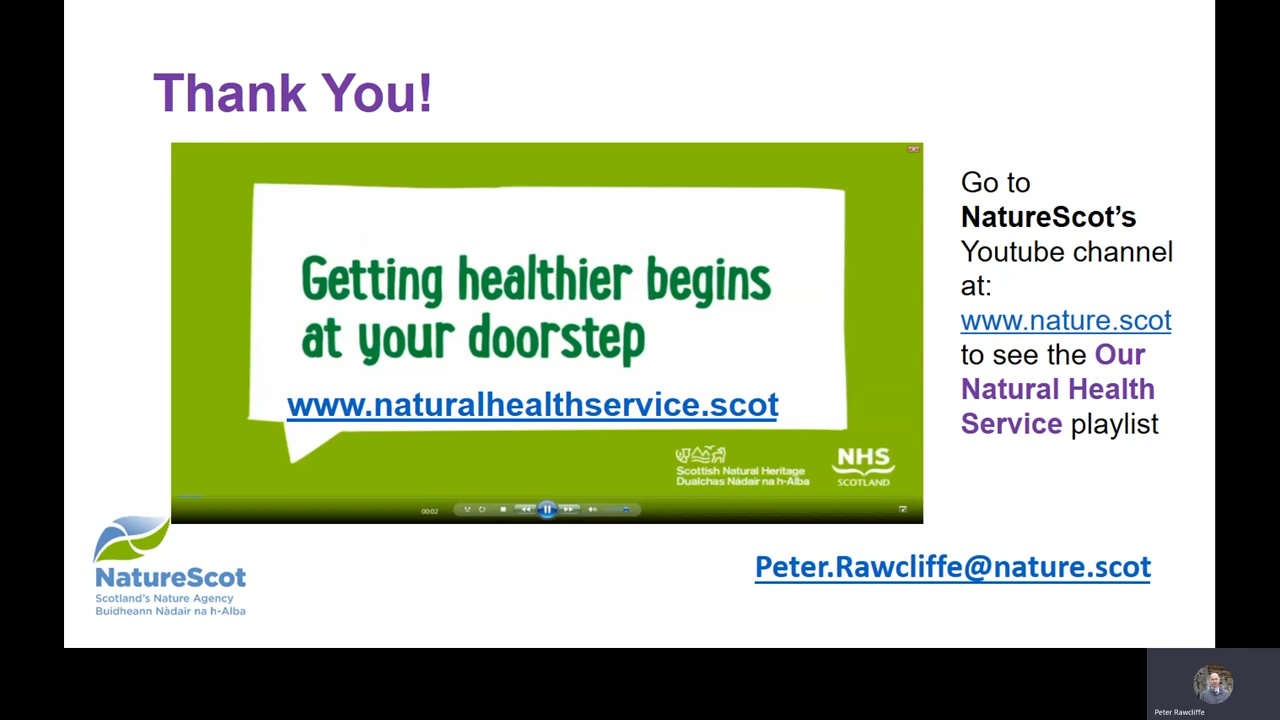 Thank You!
Getting healthier begins
at your doorstep
www.naturalhealthservice.scot
Scottish Natural Heritage
Dualchas Nàdair na h-Alba
NHS
SCOTLAND
00:02
Go to
NatureScot’s
Youtube channel
at:
www.nature.scot
to see the Our
Natural Health
Service playlist
NatureScot
Scotland's Nature Agency
Buidheann Nàdair na h-Alba
Peter.Rawcliffe@nature.scot
Peter Rawcliffe